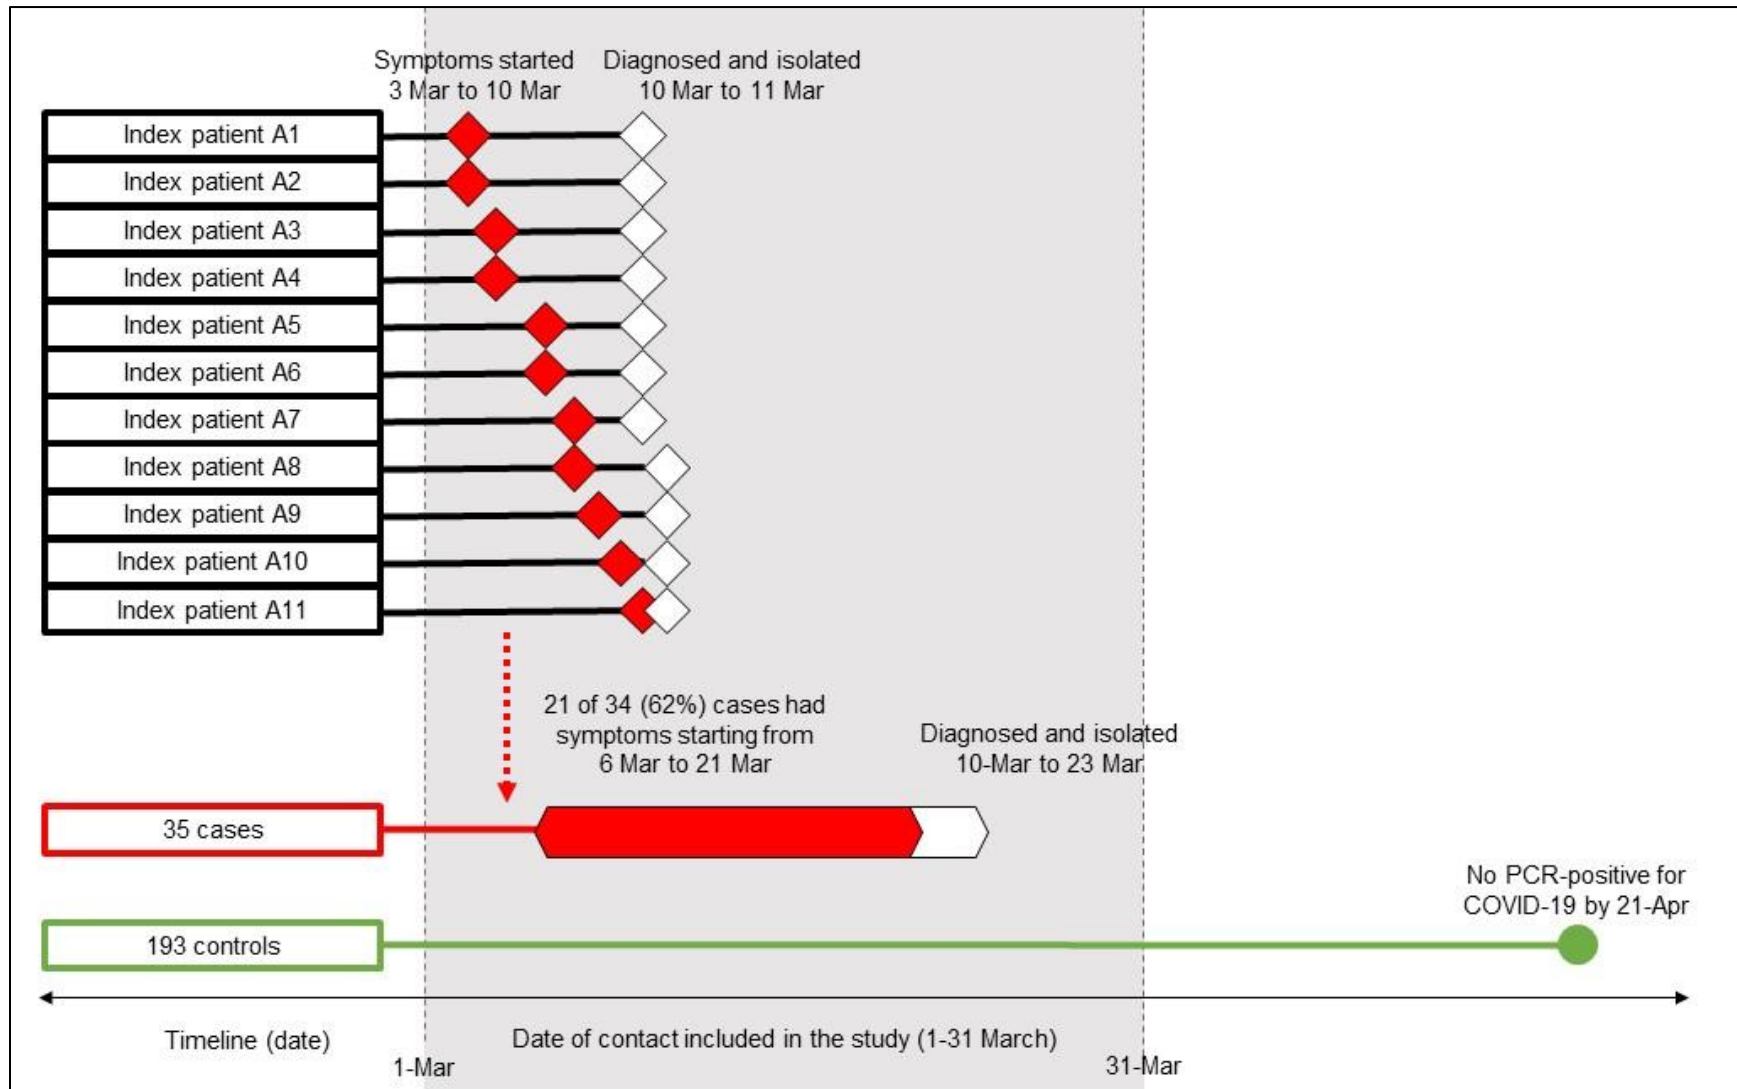 Symptoms started
3 Mar to 10 Mar
Diagnosed and isolated
10 Mar to 11 Mar
Index patient A1
Index patient A2
Index patient A3
Index patient A4
Index patient A5
Index patient A6
Index patient A7
Index patient A8
Index patient A9
Index patient A10
Index patient A11
21 of 34 (62%) cases had
symptoms starting from
6 Mar to 21 Mar
Diagnosed and isolated
10-Mar to 23 Mar
35 cases
No PCR-positive for
COVID-19 by 21-Apr
193 controls
Timeline (date)
Date of contact included in the study (1-31 March)
1-Mar
31-Mar